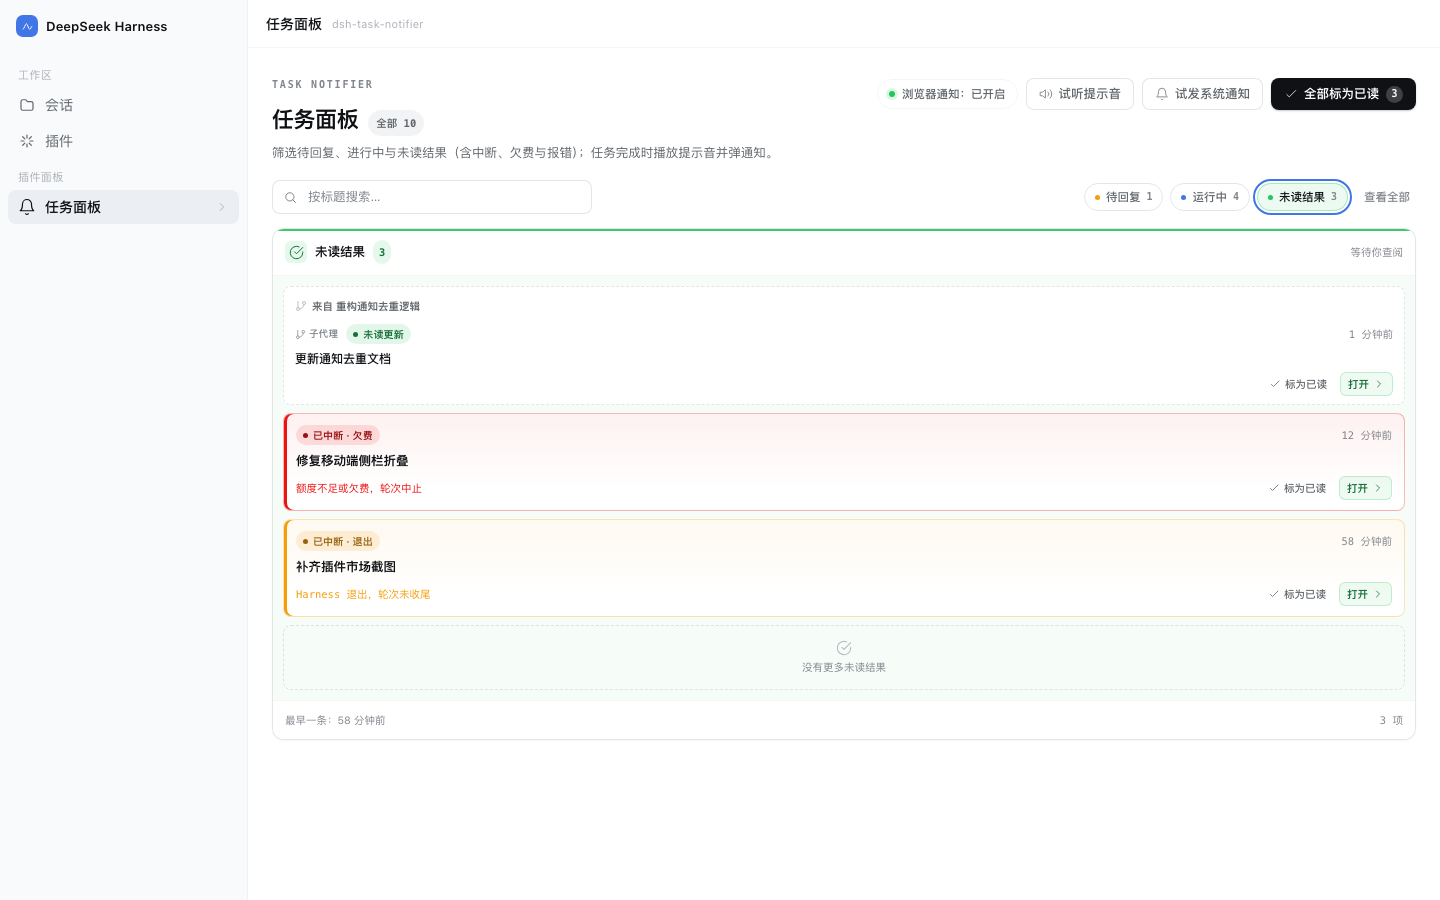 DeepSeek Harness
工作区
会话
插件
插件面板
任务面板
任务面板 dsh-task-notifier
TASK NOTIFIER
任务面板 全部 10
筛选待回复、进行中与未读结果（含中断、欠费与报错）；任务完成时播放提示音并弹通知。
浏览器通知：已开启
试听提示音
试发系统通知
全部标为已读 3
按标题搜索...
待回复 1
运行中 4
未读结果 3
查看全部
未读结果 3
等待你查阅
来自 重构通知去重逻辑
子代理 未读更新
1 分钟前
更新通知去重文档
标为已读 打开
已中断 · 欠费
12 分钟前
修复移动端侧栏折叠
额度不足或欠费，轮次中止
标为已读 打开
已中断 · 退出
58 分钟前
补齐插件市场截图
Harness 退出，轮次未收尾
标为已读 打开
没有更多未读结果
最早一条：58 分钟前
3 项